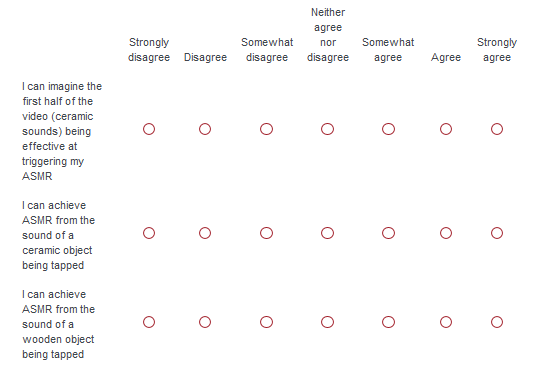 Strongly disagree
Disagree
Somewhat disagree
Neither agree nor disagree
Somewhat agree
Agree
Strongly agree
I can imagine the
first half of the
video (ceramic
sounds) being
effective at
triggering my
ASMR
I can achieve
ASMR from the
sound of a
ceramic object
being tapped
I can achieve
ASMR from the
sound of a
wooden object
being tapped